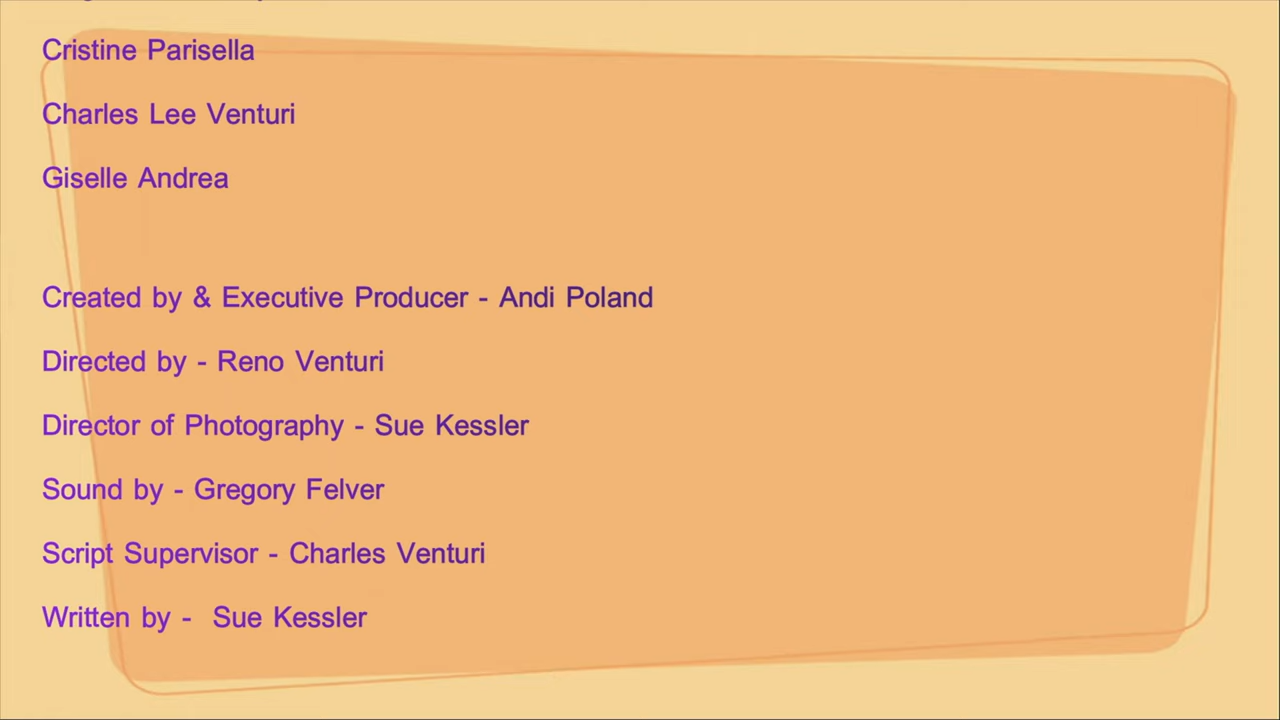 Cristine Parisella
Charles Lee Venturi
Giselle Andrea
Created by & Executive Producer - Andi Poland
Directed by - Reno Venturi
Director of Photography - Sue Kessler
Sound by - Gregory Felver
Script Supervisor - Charles Venturi
Written by -  Sue Kessler